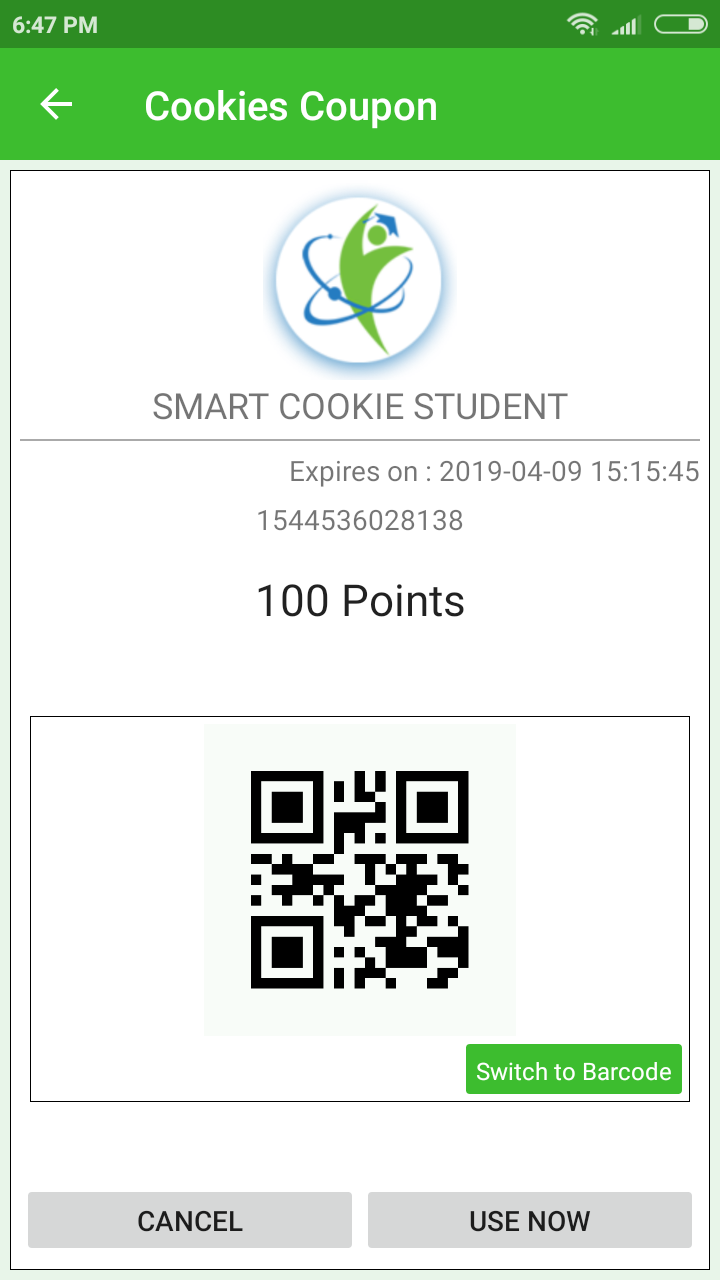 6:47 PM
Cookies Coupon
SMART COOKIE STUDENT
Expires on : 2019-04-09 15:15:45
1544536028138
100 Points
Switch to Barcode
CANCEL
USE NOW